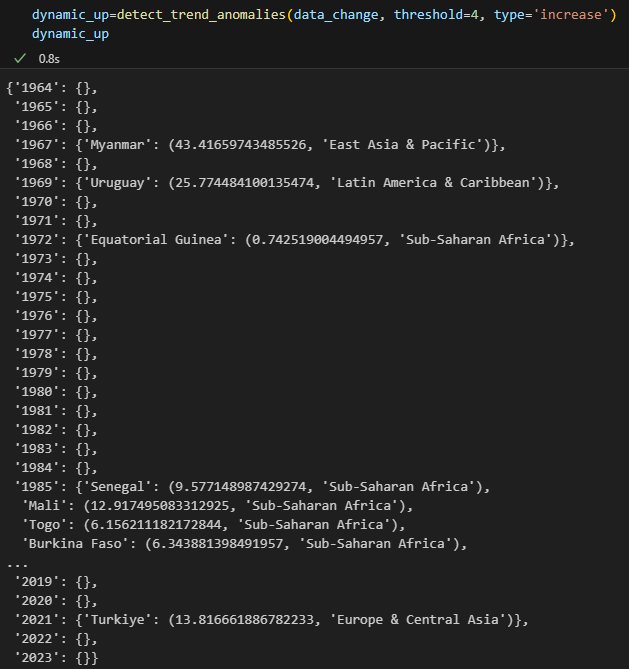 dynamic_up=detect_trend_anomalies(data_change, threshold=4, type='increase')
dynamic_up
✓ 0.8s
{'1964': {},
 '1965': {},
 '1966': {},
 '1967': {'Myanmar': (43.41659743485526, 'East Asia & Pacific')},
 '1968': {},
 '1969': {'Uruguay': (25.774484100135474, 'Latin America & Caribbean')},
 '1970': {},
 '1971': {},
 '1972': {'Equatorial Guinea': (0.742519004494957, 'Sub-Saharan Africa')},
 '1973': {},
 '1974': {},
 '1975': {},
 '1976': {},
 '1977': {},
 '1978': {},
 '1979': {},
 '1980': {},
 '1981': {},
 '1982': {},
 '1983': {},
 '1984': {},
 '1985': {'Senegal': (9.577148987429274, 'Sub-Saharan Africa'),
  'Mali': (12.917495083312925, 'Sub-Saharan Africa'),
  'Togo': (6.156211182172844, 'Sub-Saharan Africa'),
  'Burkina Faso': (6.343881398491957, 'Sub-Saharan Africa'),
...
 '2019': {},
 '2020': {},
 '2021': {'Turkiye': (13.816661886782233, 'Europe & Central Asia')},
 '2022': {},
 '2023': {}}